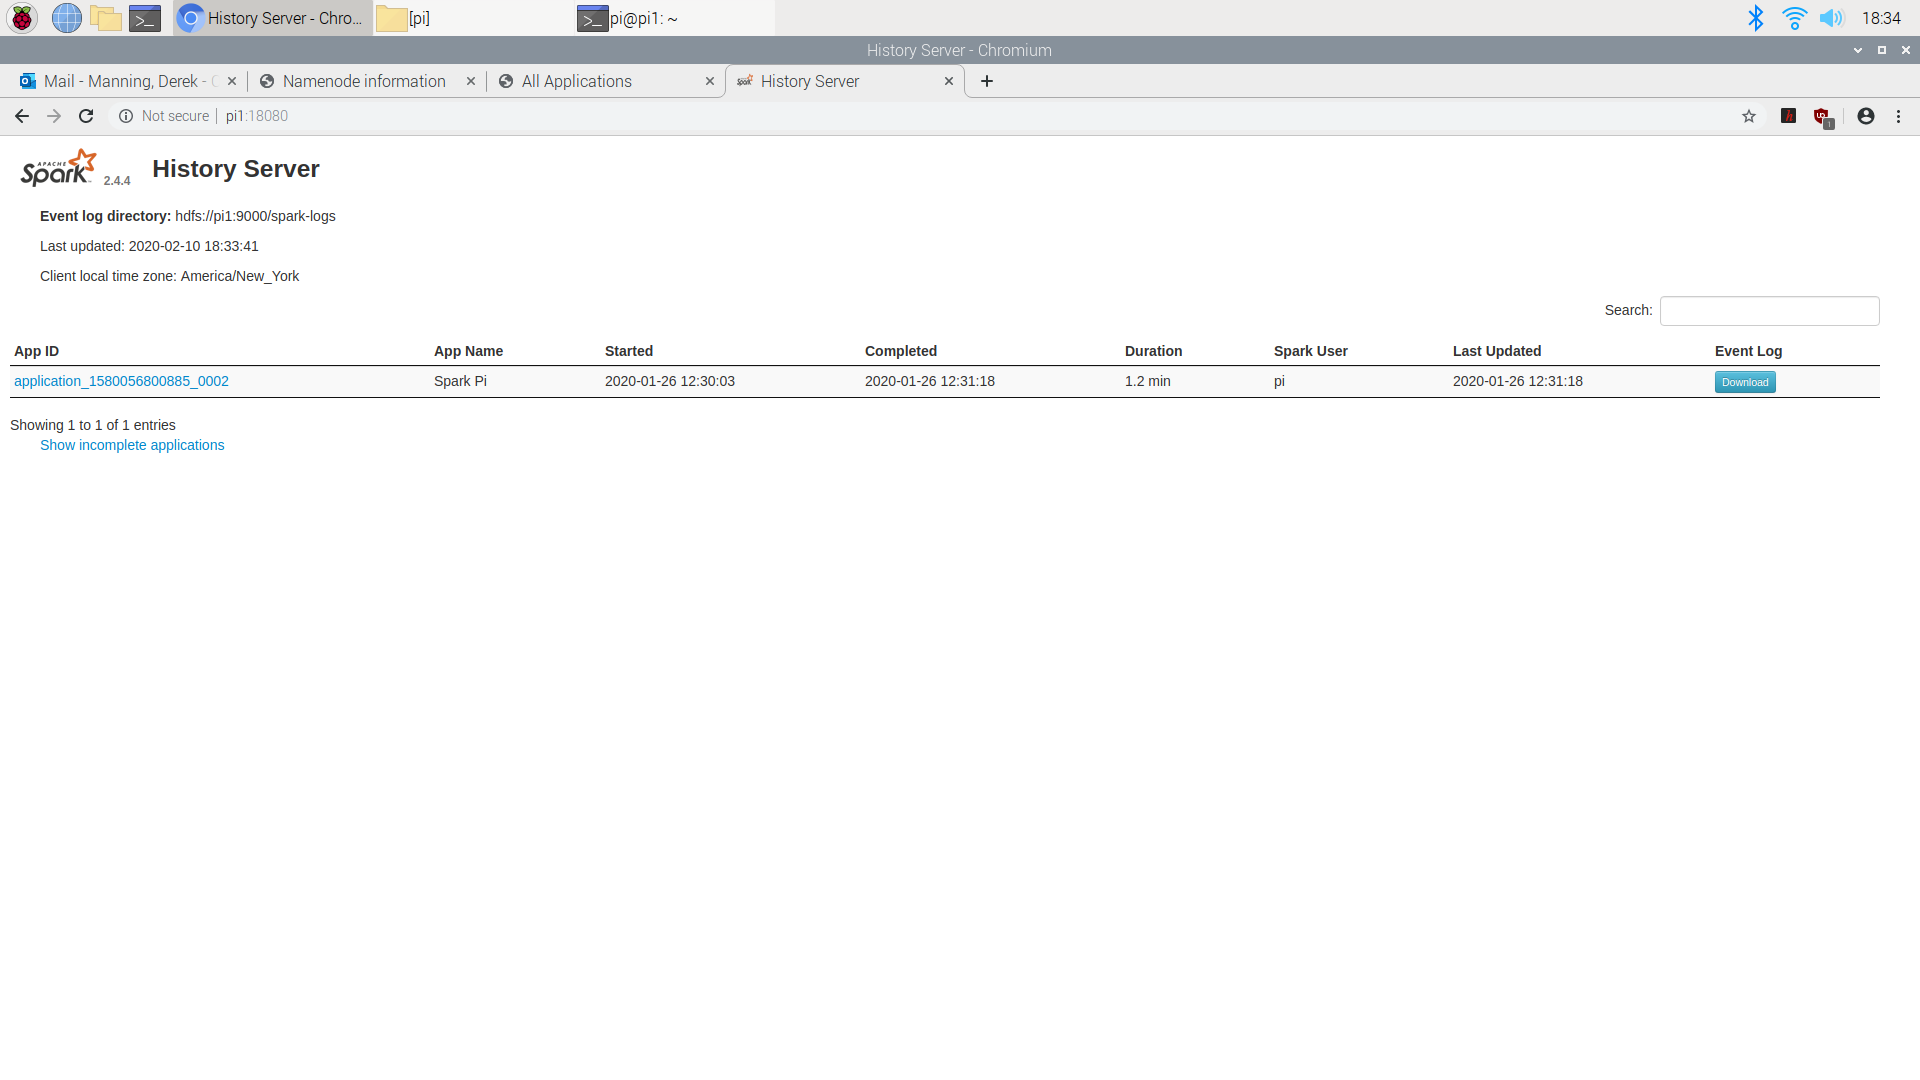 History Server - Chro...
[pi]
pi@pi1: ~
18:34
History Server - Chromium
Mail - Manning, Derek -
Namenode information
All Applications
History Server
Not secure
pi1:18080
APACHE
Spark
2.4.4
History Server
Event log directory: hdfs://pi1:9000/spark-logs
Last updated: 2020-02-10 18:33:41
Client local time zone: America/New_York
Search:
App ID App Name Started Completed Duration Spark User Last Updated Event Log
application_1580056800885_0002 Spark Pi 2020-01-26 12:30:03 2020-01-26 12:31:18 1.2 min pi 2020-01-26 12:31:18 Download
Showing 1 to 1 of 1 entries
Show incomplete applications